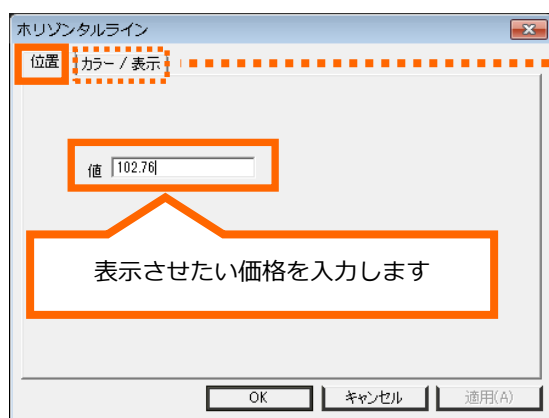 ホリゾンタルライン
位置 カラー / 表示
値 102.76
表示させたい価格を入力します
OK キャンセル 適用(A)